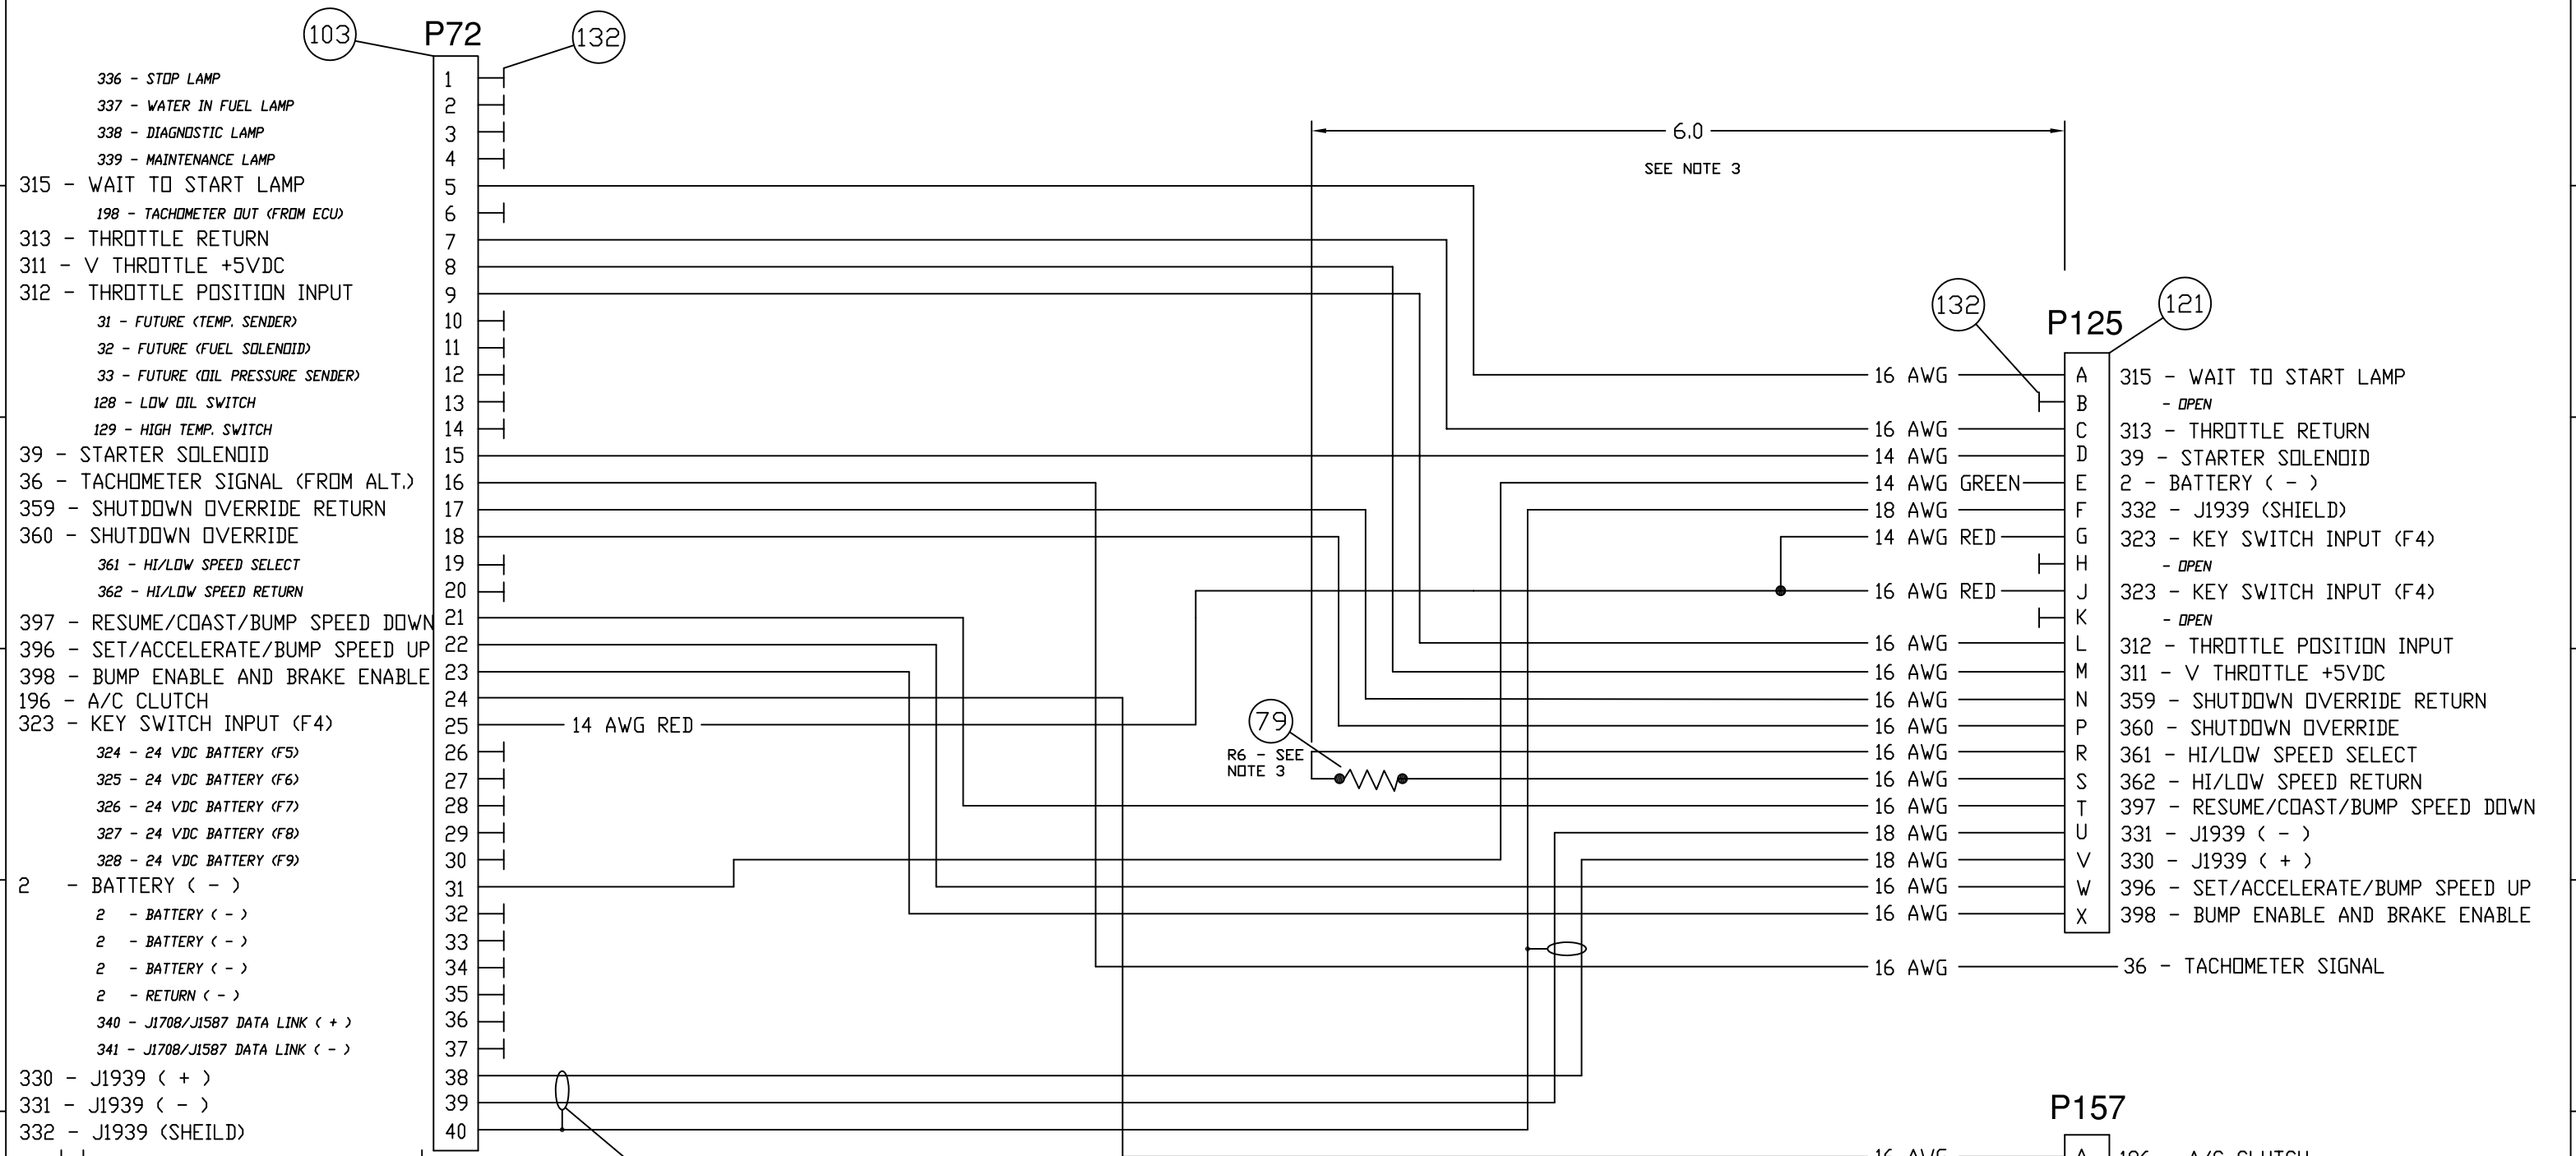 103
P72
132
336 - STOP LAMP
1
337 - WATER IN FUEL LAMP
2
338 - DIAGNOSTIC LAMP
3
339 - MAINTENANCE LAMP
4
315 - WAIT TO START LAMP
5
198 - TACHOMETER OUT (FROM ECU)
6
313 - THROTTLE RETURN
7
311 - V THROTTLE +5VDC
8
312 - THROTTLE POSITION INPUT
9
31 - FUTURE (TEMP. SENDER)
10
32 - FUTURE (FUEL SOLENOID)
11
33 - FUTURE (OIL PRESSURE SENDER)
12
128 - LOW OIL SWITCH
13
129 - HIGH TEMP. SWITCH
14
39 - STARTER SOLENOID
15
36 - TACHOMETER SIGNAL (FROM ALT.)
16
359 - SHUTDOWN OVERRIDE RETURN
17
360 - SHUTDOWN OVERRIDE
18
361 - HI/LOW SPEED SELECT
19
362 - HI/LOW SPEED RETURN
20
397 - RESUME/COAST/BUMP SPEED DOWN
21
396 - SET/ACCELERATE/BUMP SPEED UP
22
398 - BUMP ENABLE AND BRAKE ENABLE
23
196 - A/C CLUTCH
24
323 - KEY SWITCH INPUT (F4)
25
14 AWG RED
324 - 24 VDC BATTERY (F5)
26
325 - 24 VDC BATTERY (F6)
27
326 - 24 VDC BATTERY (F7)
28
327 - 24 VDC BATTERY (F8)
29
328 - 24 VDC BATTERY (F9)
30
2 - BATTERY ( - )
31
2 - BATTERY ( - )
32
2 - BATTERY ( - )
33
2 - BATTERY ( - )
34
2 - RETURN ( - )
35
340 - J1708/J1587 DATA LINK ( + )
36
341 - J1708/J1587 DATA LINK ( - )
37
330 - J1939 ( + )
38
331 - J1939 ( - )
39
332 - J1939 (SHEILD)
40
6.0
SEE NOTE 3
79
R6 - SEE
NOTE 3
132
P125
121
16 AWG A 315 - WAIT TO START LAMP
B - OPEN
16 AWG C 313 - THROTTLE RETURN
14 AWG D 39 - STARTER SOLENOID
14 AWG GREEN E 2 - BATTERY ( - )
18 AWG F 332 - J1939 (SHIELD)
14 AWG RED G 323 - KEY SWITCH INPUT (F4)
H - OPEN
16 AWG RED J 323 - KEY SWITCH INPUT (F4)
K - OPEN
16 AWG L 312 - THROTTLE POSITION INPUT
16 AWG M 311 - V THROTTLE +5VDC
16 AWG N 359 - SHUTDOWN OVERRIDE RETURN
16 AWG P 360 - SHUTDOWN OVERRIDE
16 AWG R 361 - HI/LOW SPEED SELECT
16 AWG S 362 - HI/LOW SPEED RETURN
16 AWG T 397 - RESUME/COAST/BUMP SPEED DOWN
18 AWG U 331 - J1939 ( - )
18 AWG V 330 - J1939 ( + )
16 AWG W 396 - SET/ACCELERATE/BUMP SPEED UP
16 AWG X 398 - BUMP ENABLE AND BRAKE ENABLE
16 AWG 36 - TACHOMETER SIGNAL
P157
16 AWG A 196 - A/C CLUTCH